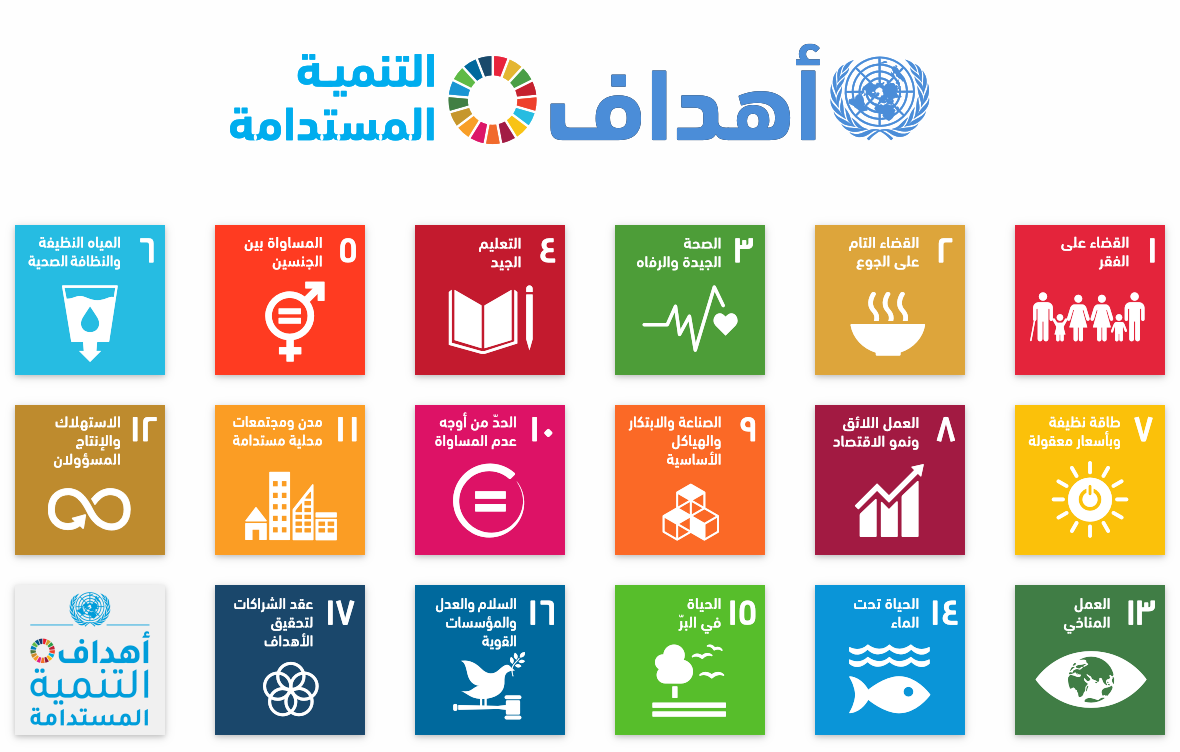 أهداف
التنمية
المستدامة
١
القضاء على
الفقر
٢
القضاء التام
على الجوع
٣
الصحة
الجيدة والرفاه
٤
التعليم
الجيد
٥
المساواة بين
الجنسين
٦
المياه النظيفة
والنظافة الصحية
٧
طاقة نظيفة
وبأسعار معقولة
٨
العمل اللائق
ونمو الاقتصاد
٩
الصناعة والابتكار
والهياكل
الأساسية
١٠
الحدّ من أوجه
عدم المساواة
١١
مدن ومجتمعات
محلية مستدامة
١٢
الاستهلاك
والإنتاج
المسؤولان
١٣
العمل
المناخي
١٤
الحياة تحت
الماء
١٥
الحياة
في البرّ
١٦
السلام والعدل
والمؤسسات
القوية
١٧
عقد الشراكات
لتحقيق
الأهداف
أهداف
التنمية
المستدامة